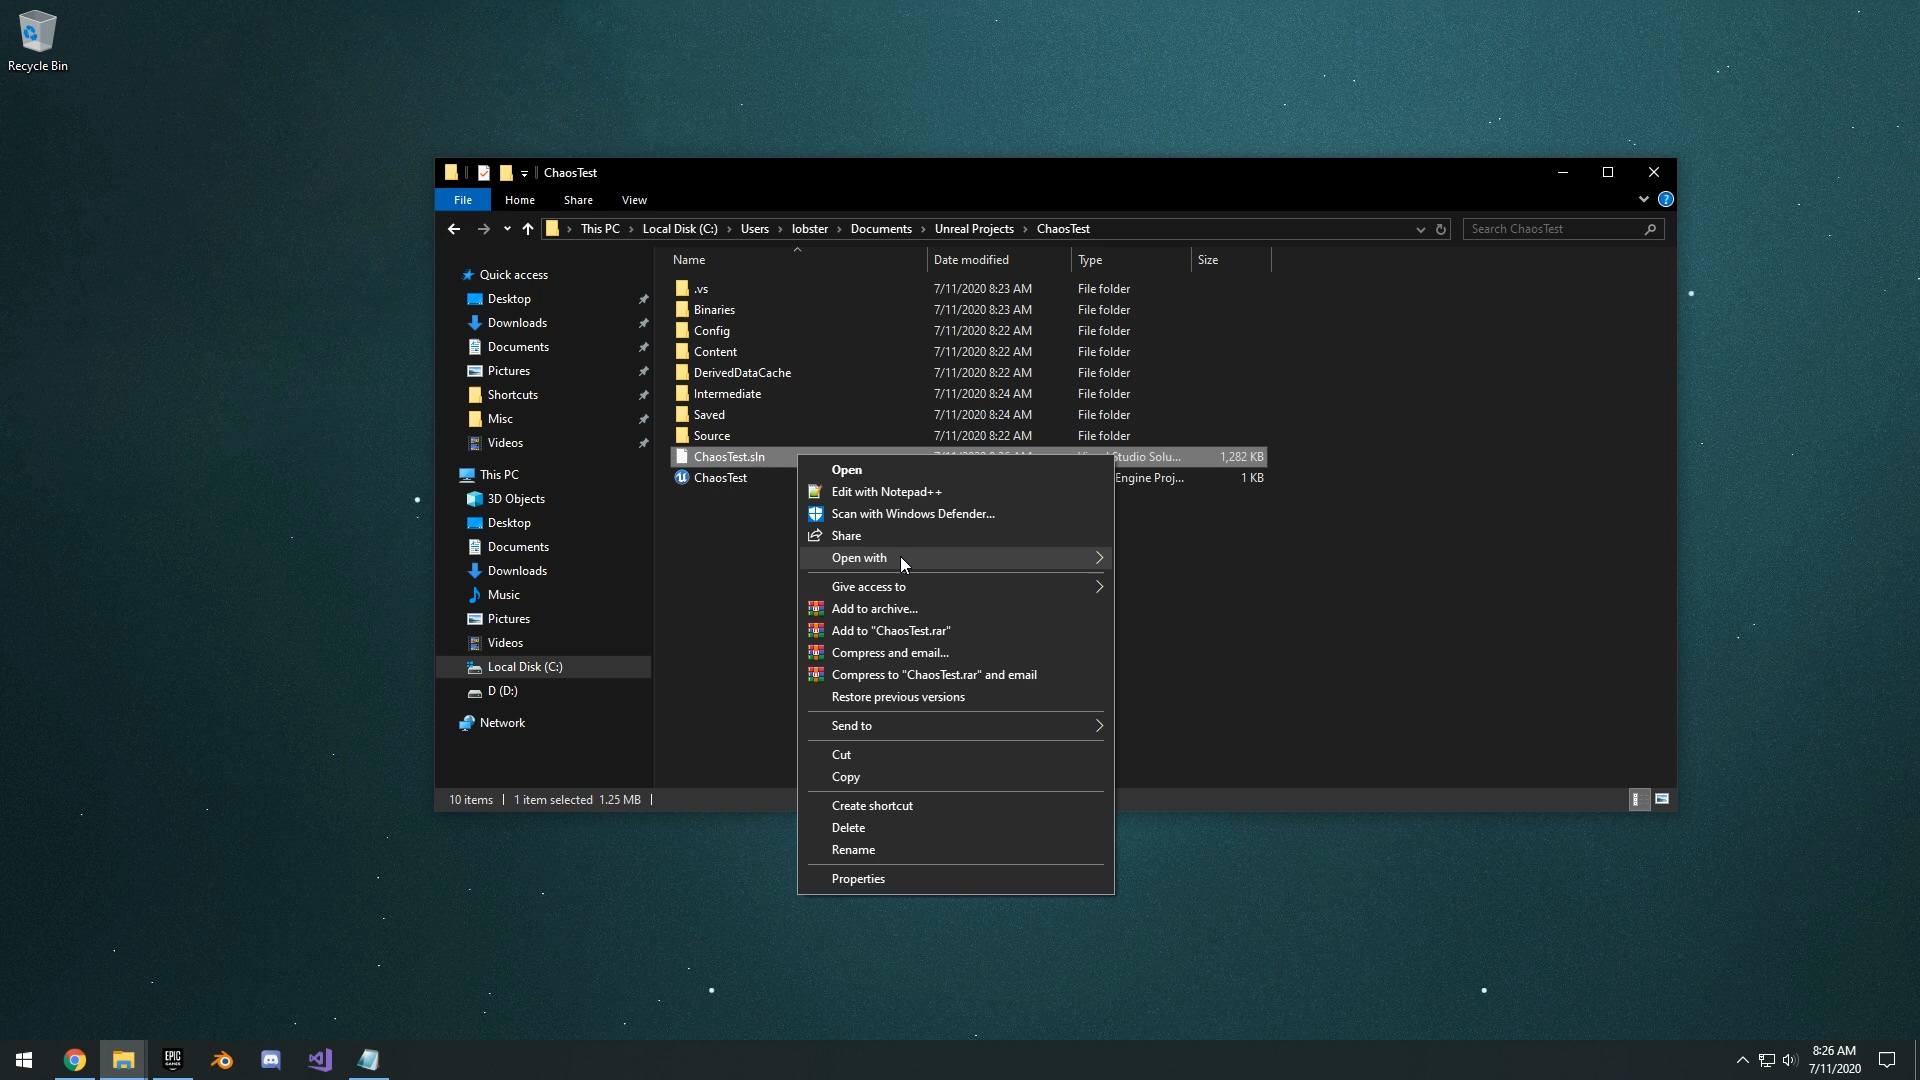 Recycle Bin
ChaosTest
File Home Share View
This PC Local Disk (C:) Users lobster Documents Unreal Projects ChaosTest
Search ChaosTest
Name Date modified Type Size
Quick access
Desktop
Downloads
Documents
Pictures
Shortcuts
Misc
Videos
This PC
3D Objects
Desktop
Documents
Downloads
Music
Pictures
Videos
Local Disk (C:)
D (D:)
Network
.vs 7/11/2020 8:23 AM File folder
Binaries 7/11/2020 8:23 AM File folder
Config 7/11/2020 8:22 AM File folder
Content 7/11/2020 8:22 AM File folder
DerivedDataCache 7/11/2020 8:22 AM File folder
Intermediate 7/11/2020 8:24 AM File folder
Saved 7/11/2020 8:24 AM File folder
Source 7/11/2020 8:22 AM File folder
ChaosTest.sln Studio Solu... 1,282 KB
ChaosTest Engine Proj... 1 KB
Open
Edit with Notepad++
Scan with Windows Defender...
Share
Open with
Give access to
Add to archive...
Add to "ChaosTest.rar"
Compress and email...
Compress to "ChaosTest.rar" and email
Restore previous versions
Send to
Cut
Copy
Create shortcut
Delete
Rename
Properties
10 items 1 item selected 1.25 MB
EPIC
GAMES
8:26 AM
7/11/2020